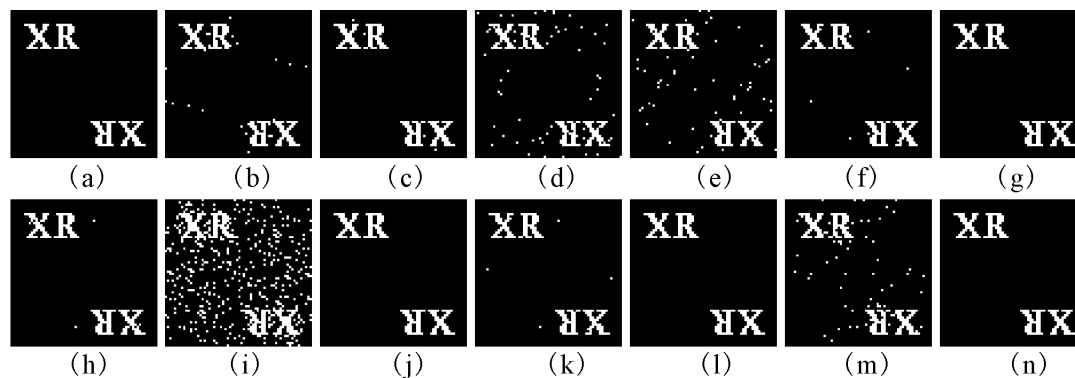 XR XR XR XR XR XR XR
XR XR XR XR XR XR XR
(a) (b) (c) (d) (e) (f) (g)
XR XR XR XR XR XR XR
XR XR XR XR XR XR XR
(h) (i) (j) (k) (l) (m) (n)